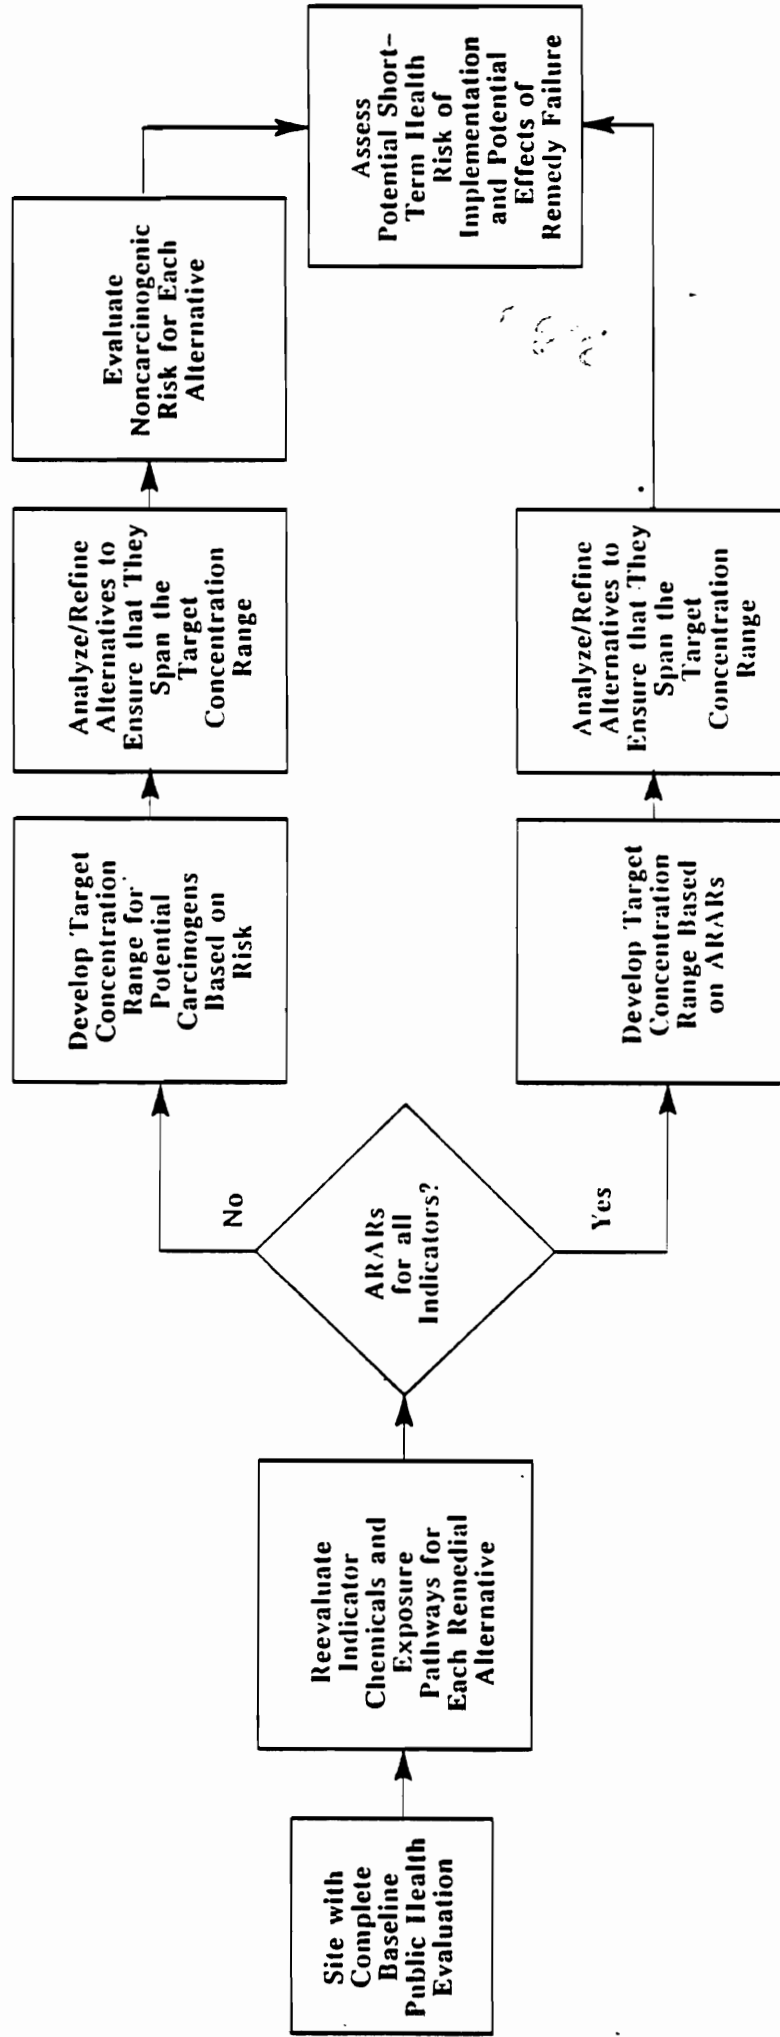 Site with
Complete
Baseline
Public Health
Evaluation
Reevaluate
Indicator
Chemicals and
Exposure
Pathways for
Each Remedial
Alternative
ARARs
for all
Indicators?
No
Develop Target
Concentration
Range for
Potential
Carcinogens
Based on
Risk
Analyze/Refine
Alternatives to
Ensure that They
Span the
Target
Concentration
Range
Evaluate
Noncarcinogenic
Risk for Each
Alternative
Yes
Develop Target
Concentration
Range Based
on ARARs
Analyze/Refine
Alternatives to
Ensure that They
Span the
Target
Concentration
Range
Assess
Potential Short-
Term Health
Risk of
Implementation
and Potential
Effects of
Remedy Failure